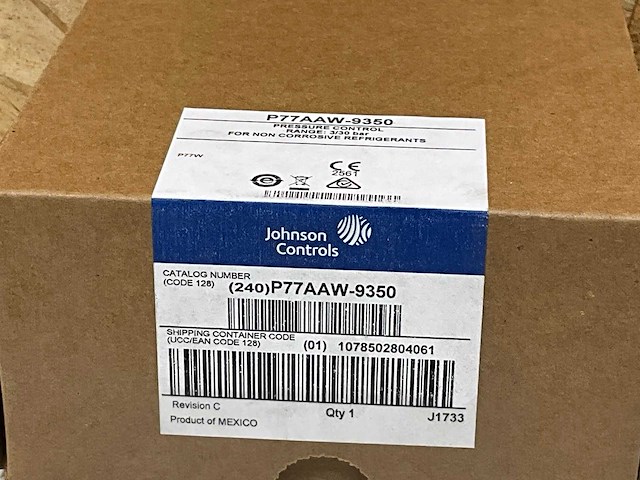 P77AAW-9350
PRESSURE CONTROL
RANGE: 3/30 bar
FOR NON CORROSIVE REFRIGERANTS
P77W
CE
2561
e
Johnson
Controls
CATALOG NUMBER
(CODE 128) (240)P77AAW-9350
SHIPPING CONTAINER CODE
(UCC/EAN CODE 128) (01) 1078502804061
Revision C Qty 1 J1733
Product of MEXICO